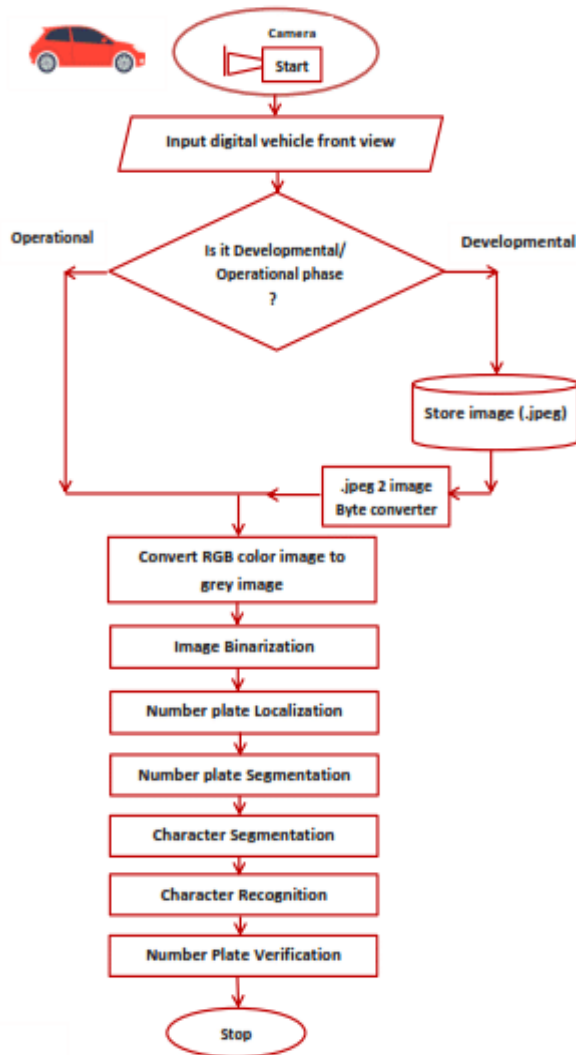 Camera
Start
Input digital vehicle front view
Operational
Developmental
Is it Developmental/
Operational phase
?
Store image (.jpeg)
.jpeg 2 image
Byte converter
Convert RGB color image to
grey image
Image Binarization
Number plate Localization
Number plate Segmentation
Character Segmentation
Character Recognition
Number Plate Verification
Stop